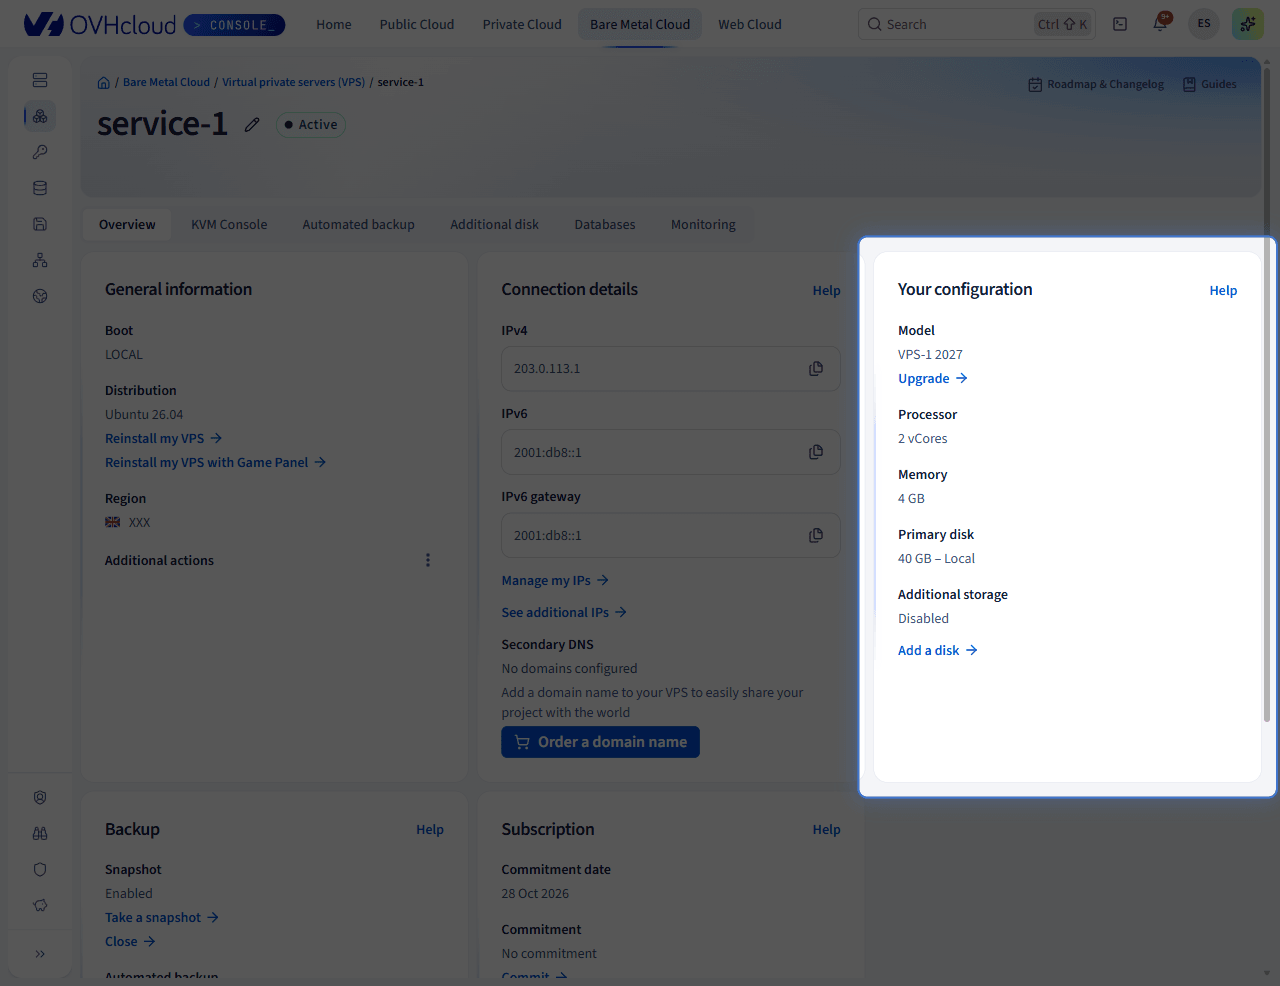 OVHcloud > CONSOLE_
Home Public Cloud Private Cloud Bare Metal Cloud Web Cloud
Search Ctrl K
9+
ES
/ Bare Metal Cloud / Virtual private servers (VPS) / service-1
Roadmap & Changelog Guides
service-1 Active
Overview KVM Console Automated backup Additional disk Databases Monitoring
General information
Boot
LOCAL
Distribution
Ubuntu 26.04
Reinstall my VPS →
Reinstall my VPS with Game Panel →
Region
XXX
Additional actions
Connection details Help
IPv4
203.0.113.1
IPv6
2001:db8::1
IPv6 gateway
2001:db8::1
Manage my IPs →
See additional IPs →
Secondary DNS
No domains configured
Add a domain name to your VPS to easily share your
project with the world
Order a domain name
Your configuration Help
Model
VPS-1 2027
Upgrade →
Processor
2 vCores
Memory
4 GB
Primary disk
40 GB – Local
Additional storage
Disabled
Add a disk →
Backup Help
Snapshot
Enabled
Take a snapshot →
Close →
Automated backup
Subscription Help
Commitment date
28 Oct 2026
Commitment
No commitment
Commit →